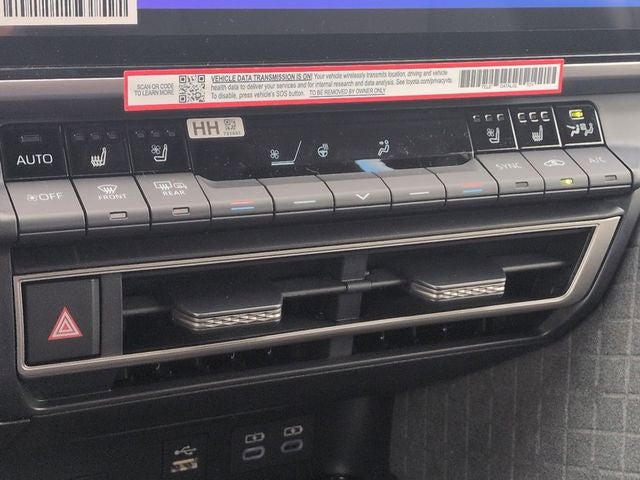 SCAN OR CODE
TO LEARN MORE
VEHICLE DATA TRANSMISSION IS ON! Your vehicle wirelessly transmits location, driving and vehicle
health data to deliver your services and for internal research and data analysis. See toyota.com/privacyvts.
To disable, press vehicle's SOS button. TO BE REMOVED BY OWNER ONLY
HH
AUTO
OFF
FRONT
REAR
SYNC
A/C